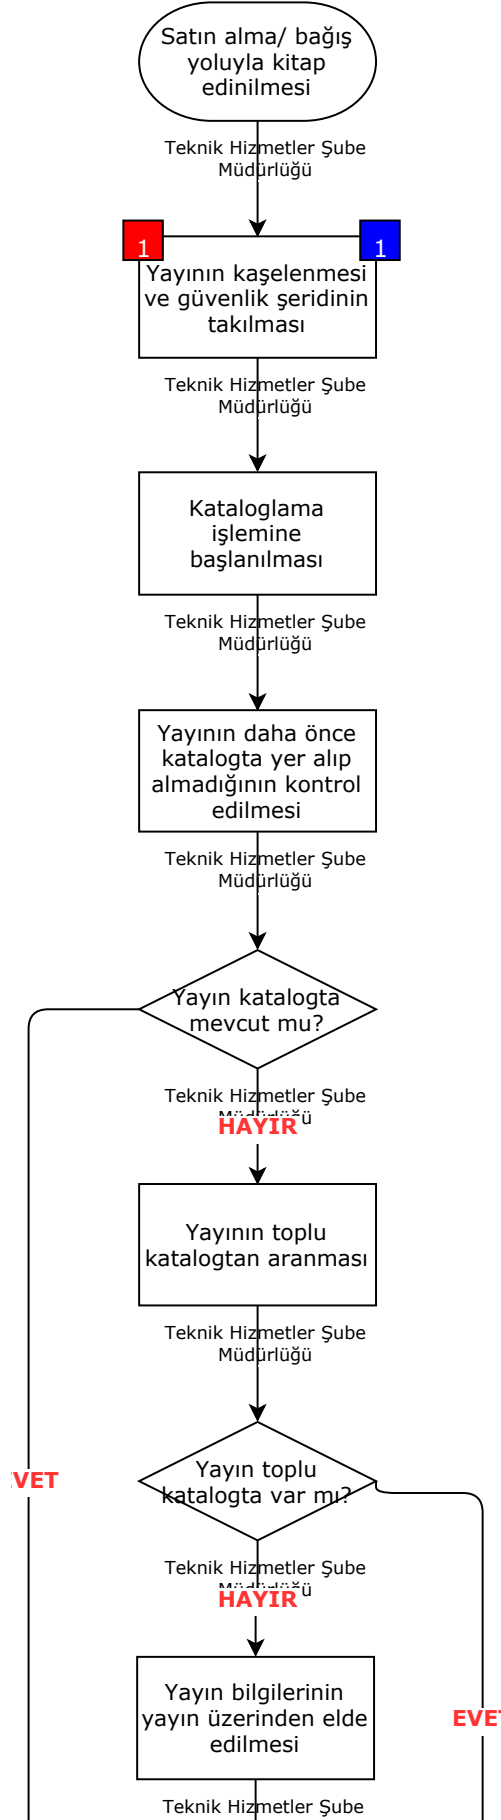 Satın alma/ bağış
yoluyla kitap
edinilmesi
Teknik Hizmetler Şube
Müdürlüğü
1
1
Yayının kaşelenmesi
ve güvenlik şeridinin
takılması
Teknik Hizmetler Şube
Müdürlüğü
Kataloglama
işlemine
başlanılması
Teknik Hizmetler Şube
Müdürlüğü
Yayının daha önce
katalogta yer alıp
almadığının kontrol
edilmesi
Teknik Hizmetler Şube
Müdürlüğü
Yayın katalogta
mevcut mu?
Teknik Hizmetler Şube
Müdürlüğü
HAYIR
Yayının toplu
katalogtan aranması
Teknik Hizmetler Şube
Müdürlüğü
VET
Yayın toplu
katalogta var mı?
Teknik Hizmetler Şube
Müdürlüğü
HAYIR
Yayın bilgilerinin
yayın üzerinden elde
edilmesi
EVET
Teknik Hizmetler Şube